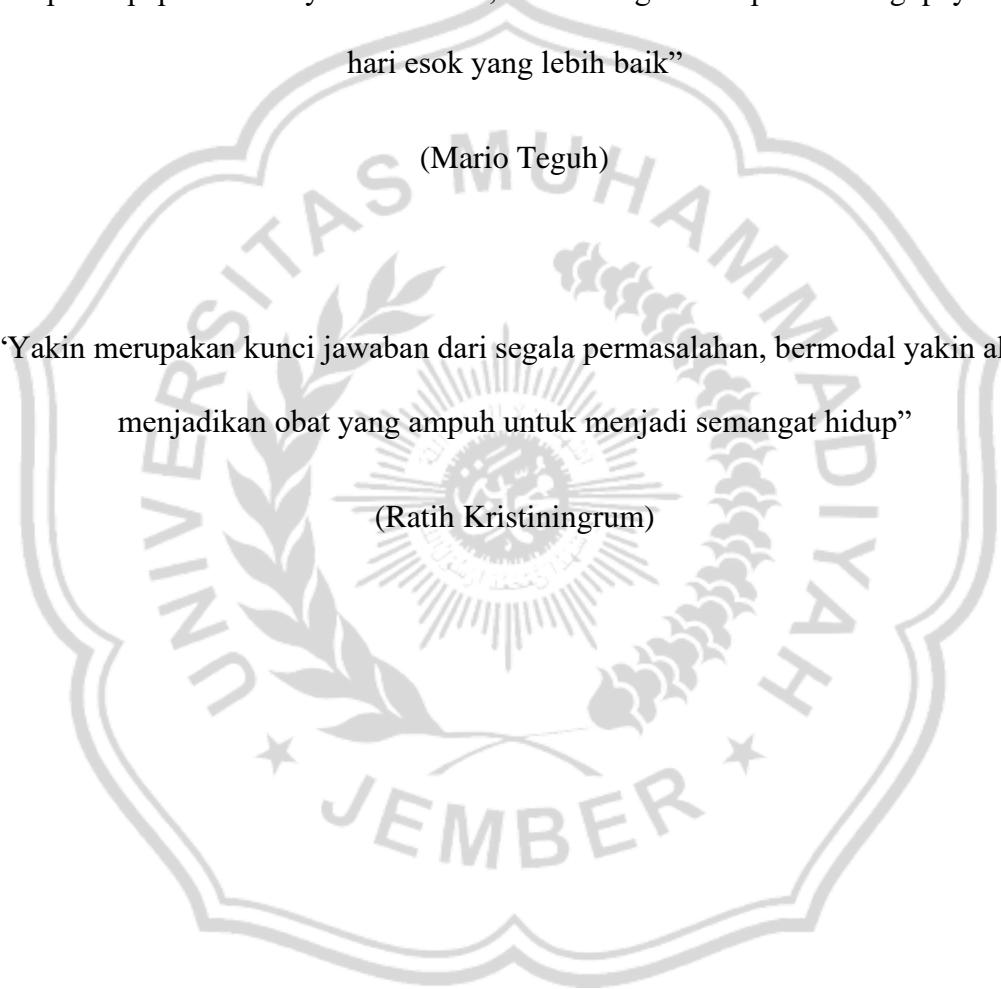 hari esok yang lebih baik”
(Mario Teguh)
“Yakin merupakan kunci jawaban dari segala permasalahan, bermodal yakin
menjadikan obat yang ampuh untuk menjadi semangat hidup”
(Ratih Kristiningrum)
UNIVERSITAS MUHAMMADIYAH
JEMBER